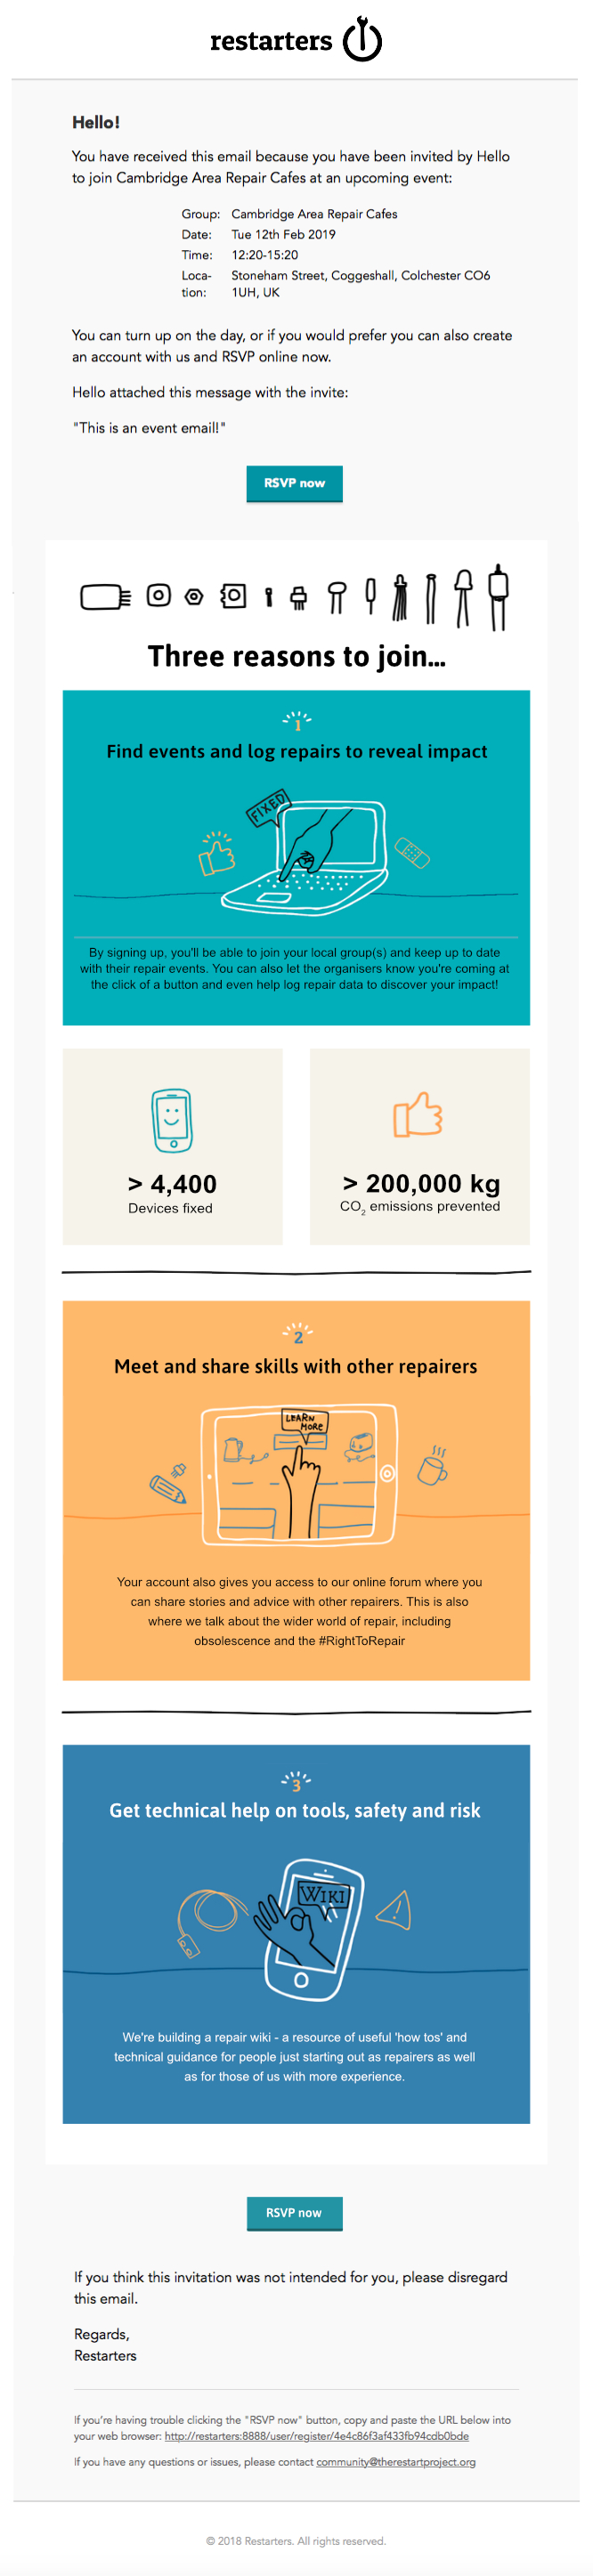 restarters
Hello!
You have received this email because you have been invited by Hello
to join Cambridge Area Repair Cafes at an upcoming event:
Group: Cambridge Area Repair Cafes
Date: Tue 12th Feb 2019
Time: 12:20-15:20
Loca- Stoneham Street, Coggeshall, Colchester CO6
tion: 1UH, UK
You can turn up on the day, or if you would prefer you can also create
an account with us and RSVP online now.
Hello attached this message with the invite:
"This is an event email!"
RSVP now
Three reasons to join...
1
Find events and log repairs to reveal impact
FIXED
By signing up, you'll be able to join your local group(s) and keep up to date
with their repair events. You can also let the organisers know you're coming at
the click of a button and even help log repair data to discover your impact!
> 4,400
Devices fixed
> 200,000 kg
CO₂ emissions prevented
2
Meet and share skills with other repairers
LEARN
MORE
Your account also gives you access to our online forum where you
can share stories and advice with other repairers. This is also
where we talk about the wider world of repair, including
obsolescence and the #RightToRepair
3
Get technical help on tools, safety and risk
WIKI
We're building a repair wiki - a resource of useful 'how tos' and
technical guidance for people just starting out as repairers as well
as for those of us with more experience.
RSVP now
If you think this invitation was not intended for you, please disregard
this email.
Regards,
Restarters
If you're having trouble clicking the "RSVP now" button, copy and paste the URL below into
your web browser: http://restarters:8888/user/register/4e4c86f3af433fb94cdb0bde
If you have any questions or issues, please contact community@therestartproject.org
© 2018 Restarters. All rights reserved.